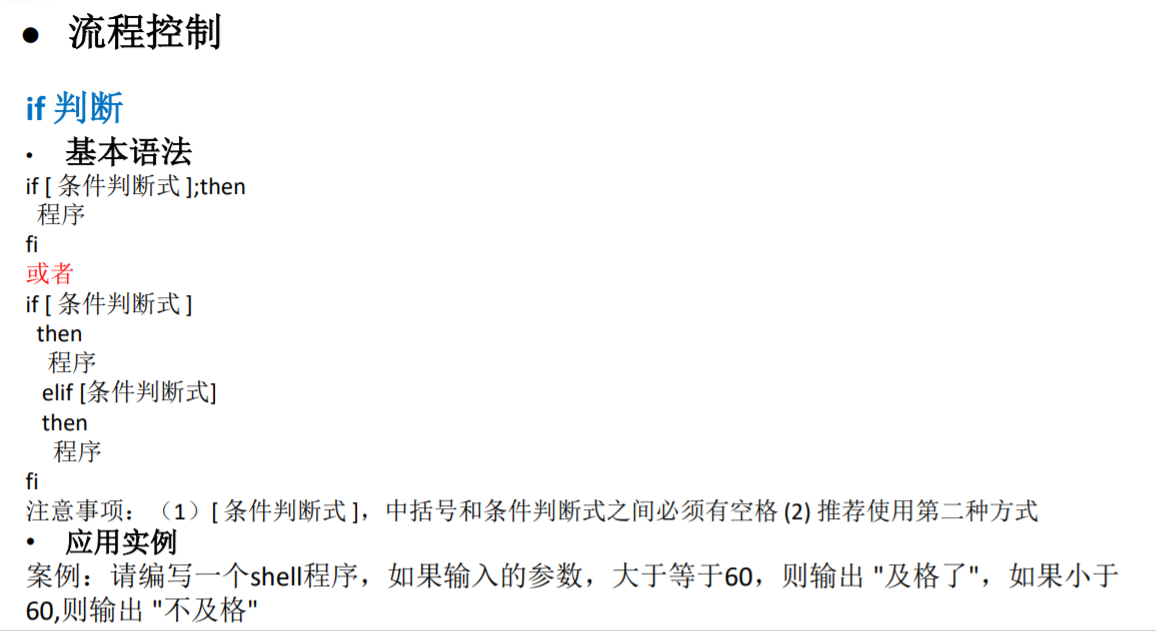 ● 流程控制
if 判断
• 基本语法
if [ 条件判断式 ];then
程序
fi
或者
if [ 条件判断式 ]
then
程序
elif [条件判断式]
then
程序
fi
注意事项：（1）[ 条件判断式 ]，中括号和条件判断式之间必须有空格 (2) 推荐使用第二种方式
• 应用实例
案例：请编写一个shell程序，如果输入的参数，大于等于60，则输出 "及格了"，如果小于
60,则输出 "不及格"